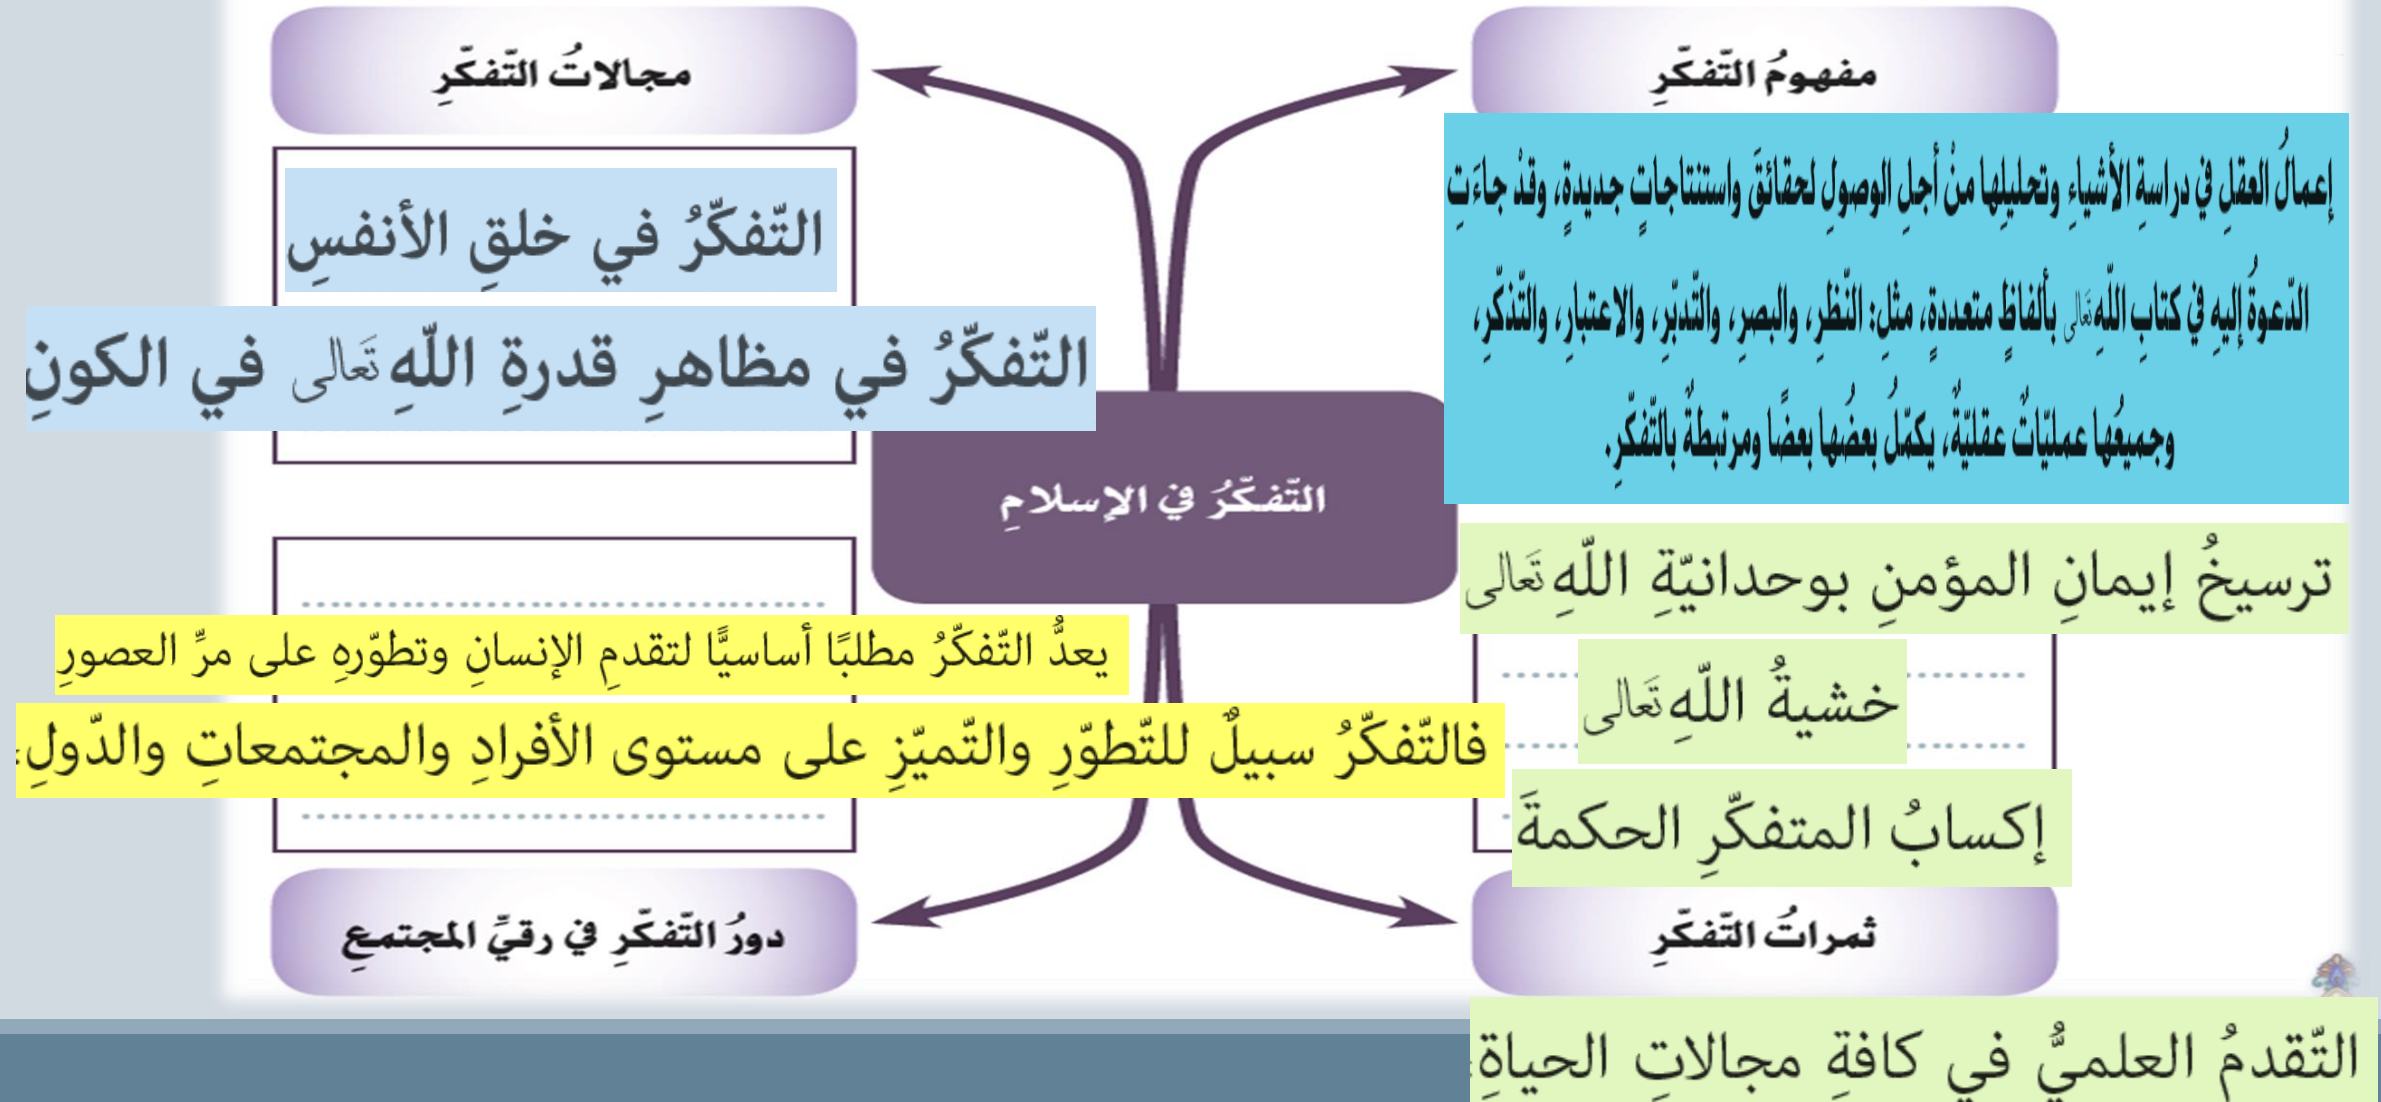 مفهومُ التّفكّرِ
إعمالُ العقلِ في دراسةِ الأشياءِ وتحليلِها منْ أجلِ الوصولِ لحقائقَ واستنتاجاتٍ جديدةٍ، وقدْ جاءَتِ
الدّعوةُ إليهِ في كتابِ اللّهِ تَعَالى بألفاظٍ متعددةٍ، مثلِ: النّظرِ، والبصرِ، والتّدبّرِ، والاعتبارِ، والتّذكّرِ،
وجميعُها عمليّاتٌ عقليّةٌ، يكمّلُ بعضُها بعضًا ومرتبطةٌ بالتّفكّرِ.
مجالاتُ التّفكّرِ
التّفكّرُ في خلقِ الأنفسِ
التّفكّرُ في مظاهرِ قدرةِ اللّهِ تَعَالى في الكونِ
التّفكّرُ في الإسلامِ
ترسيخُ إيمانِ المؤمنِ بوحدانيّةِ اللّهِ تَعَالى
خشيةُ اللّهِ تَعَالى
إكسابُ المتفكّرِ الحكمةَ
ثمراتُ التّفكّرِ
التّقدمُ العلميُّ في كافةِ مجالاتِ الحياةِ
يعدُّ التّفكّرُ مطلبًا أساسيًّا لتقدمِ الإنسانِ وتطوّرِهِ على مرِّ العصورِ
فالتّفكّرُ سبيلٌ للتّطوّرِ والتّميّزِ على مستوى الأفرادِ والمجتمعاتِ والدّولِ،
دورُ التّفكّرِ في رقيِّ المجتمعِ